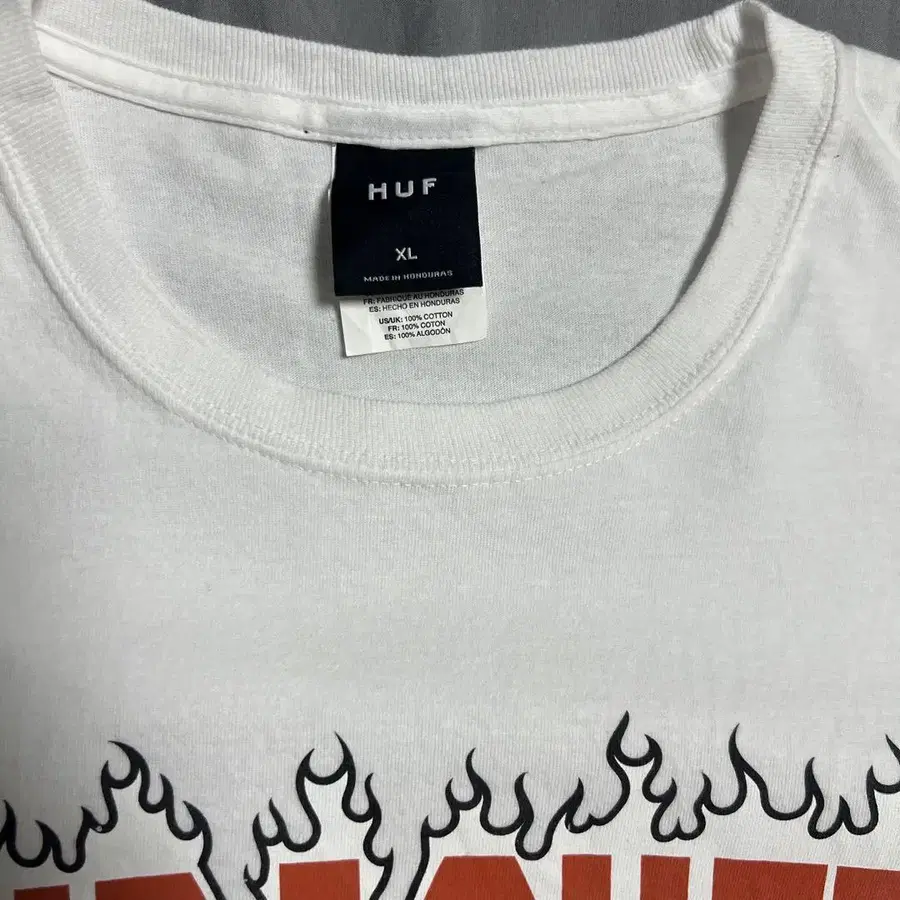 HUF
XL
MADE IN HONDURAS
FR: FABRIQUÉ AU HONDURAS
ES: HECHO EN HONDURAS
US/UK: 100% COTTON
FR: 100% COTON
ES: 100% ALGODÓN